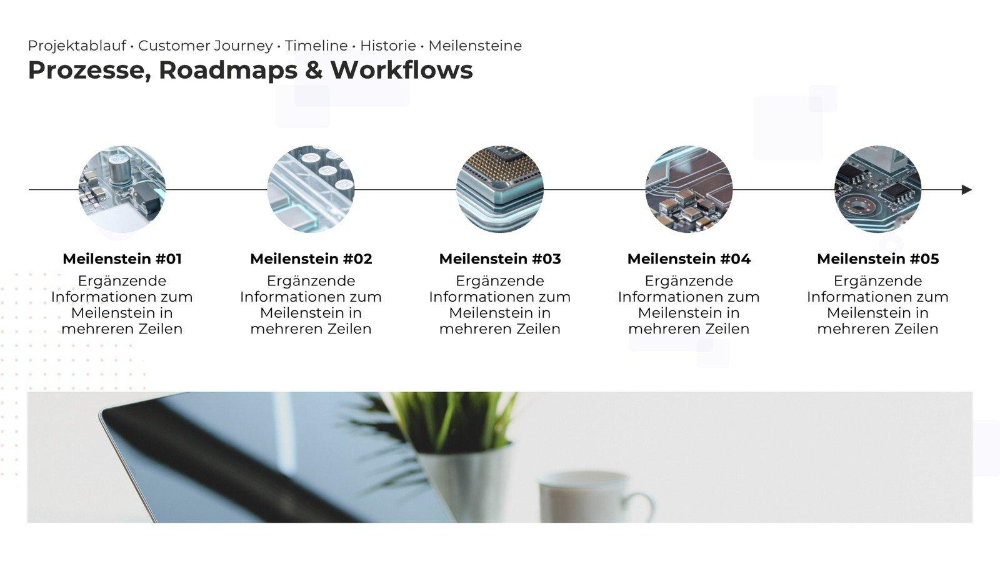 Projektablauf • Customer Journey • Timeline • Historie • Meilensteine
Prozesse, Roadmaps & Workflows
Meilenstein #01
Ergänzende
Informationen zum
Meilenstein in
mehreren Zeilen
Meilenstein #02
Ergänzende
Informationen zum
Meilenstein in
mehreren Zeilen
Meilenstein #03
Ergänzende
Informationen zum
Meilenstein in
mehreren Zeilen
Meilenstein #04
Ergänzende
Informationen zum
Meilenstein in
mehreren Zeilen
Meilenstein #05
Ergänzende
Informationen zum
Meilenstein in
mehreren Zeilen